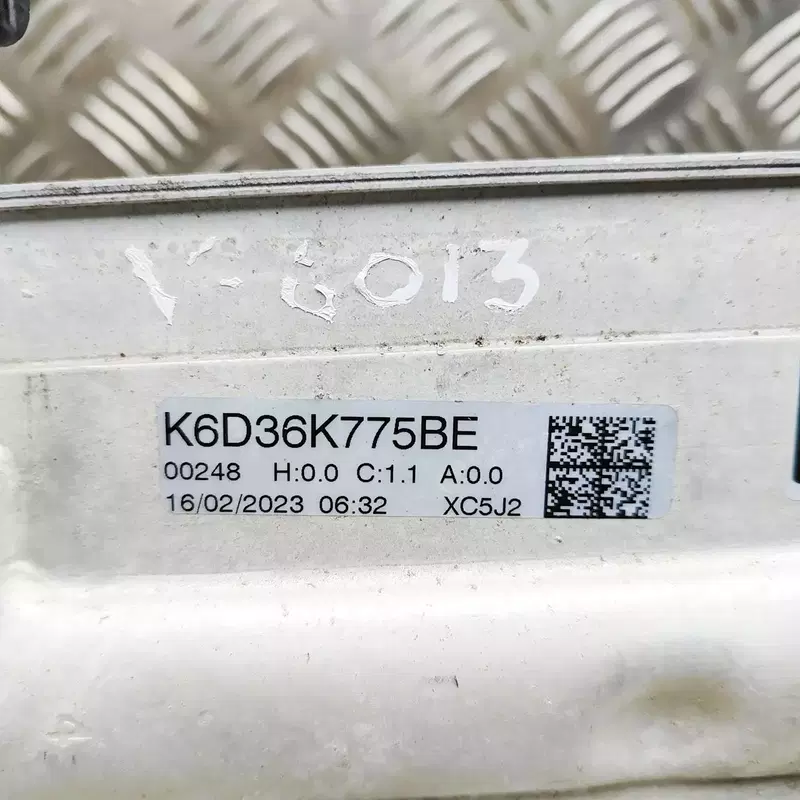 V-6013
K6D36K775BE
00248 H:0.0 C:1.1 A:0.0
16/02/2023 06:32 XC5J2